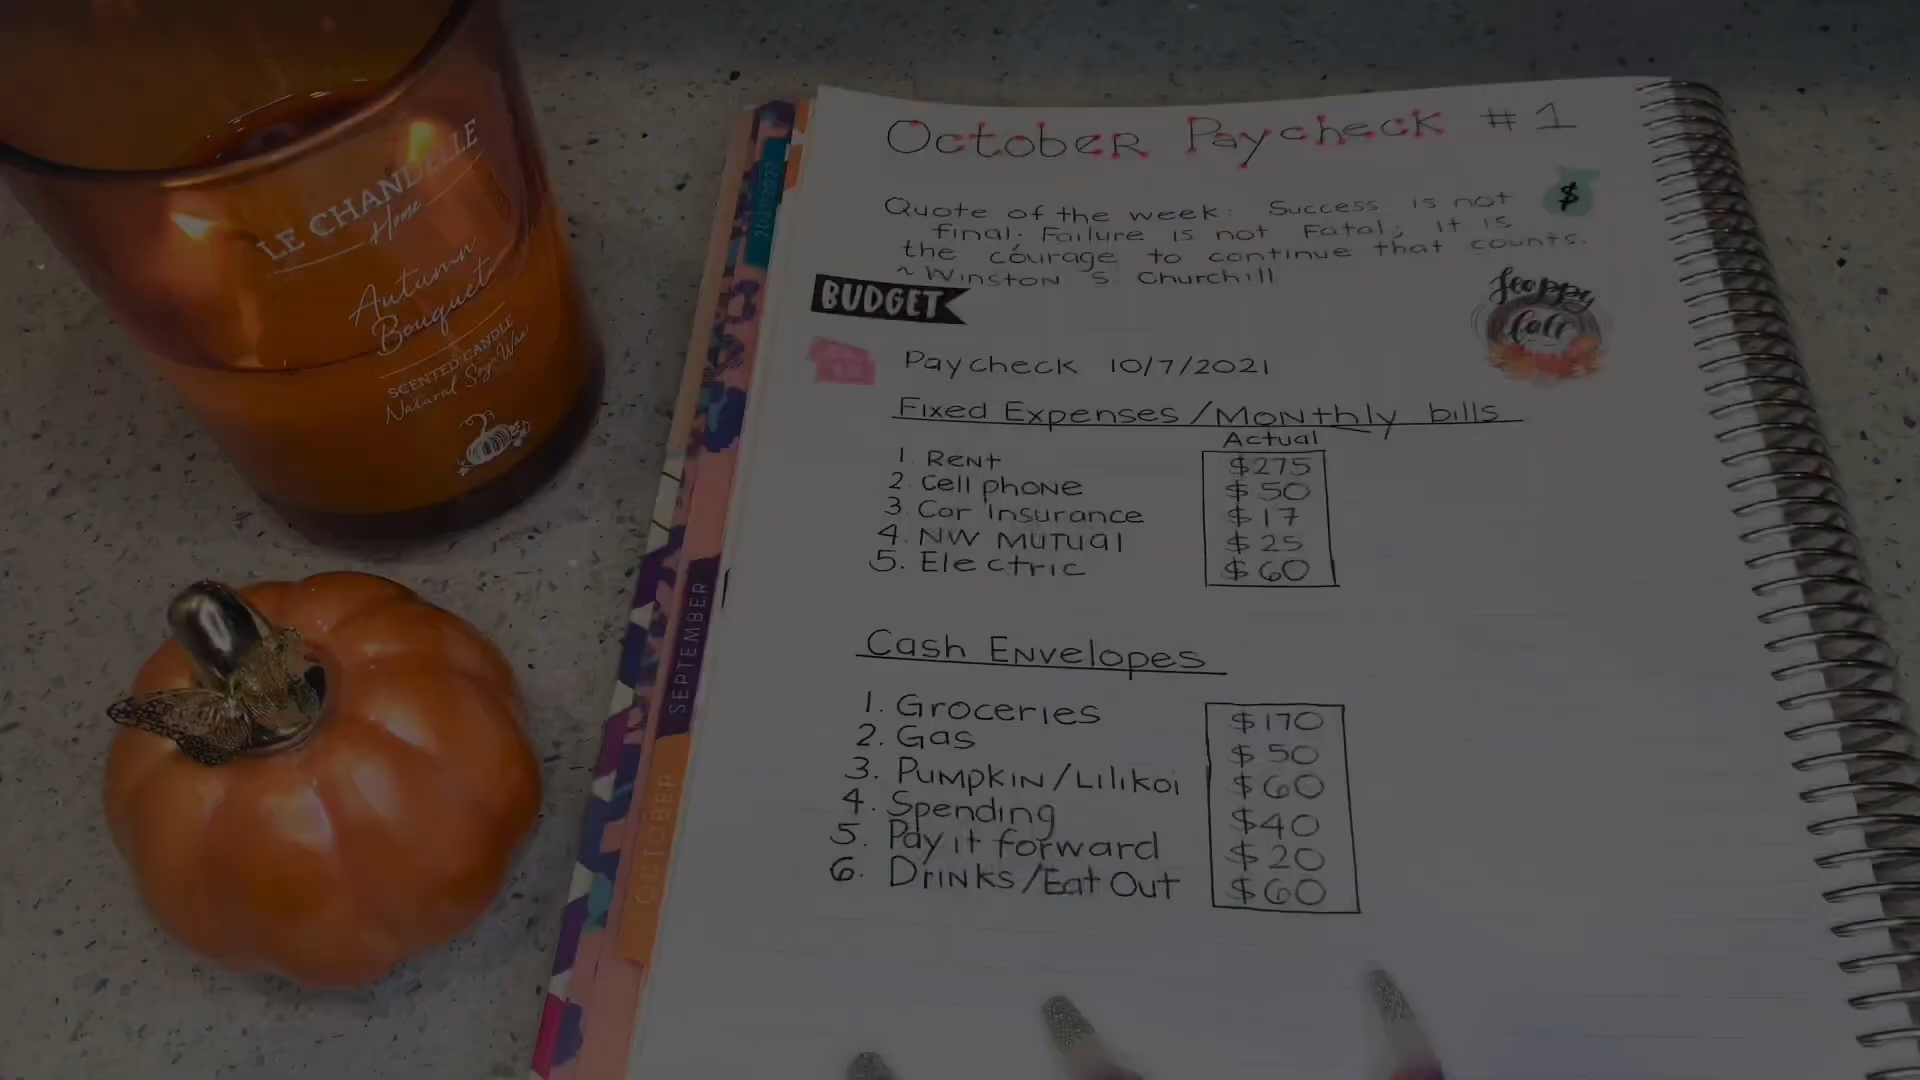 LE CHANDELLE
Home
Autumn
Bouquet
SCENTED CANDLE
Natural Soy Wax
SEPTEMBER
OCTOBER
October Paycheck #1
Quote of the week: Success is not
final. Failure is not Fatal; it is
the courage to continue that counts.
~ Winston S. Churchill
$
BUDGET
Happy
Fall
Paycheck 10/7/2021
Fixed Expenses/Monthly bills
Actual
1. Rent $275
2. Cell phone $50
3. Car Insurance $17
4. NW Mutual $25
5. Electric $60
Cash Envelopes
1. Groceries $170
2. Gas $50
3. Pumpkin/Lilikoi $60
4. Spending $40
5. Pay it forward $20
6. Drinks/Eat Out $60